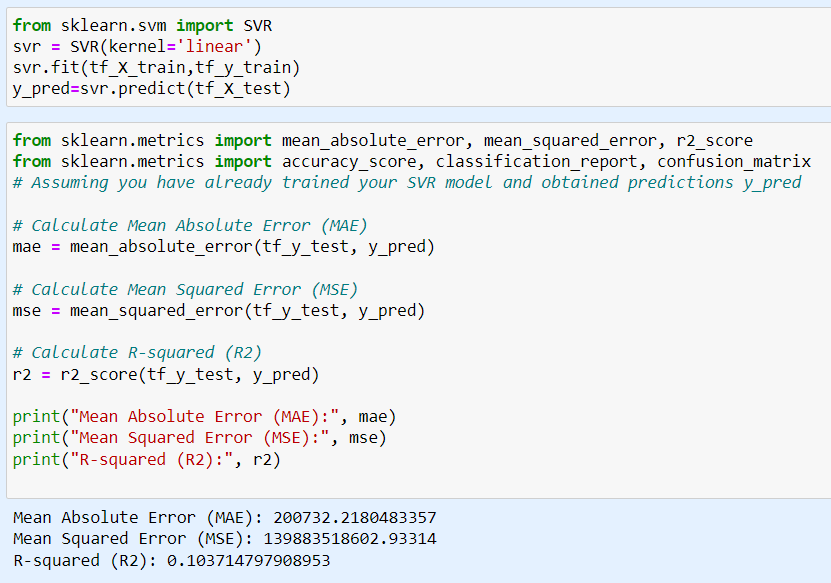 from sklearn.svm import SVR
svr = SVR(kernel='linear')
svr.fit(tf_X_train,tf_y_train)
y_pred=svr.predict(tf_X_test)
from sklearn.metrics import mean_absolute_error, mean_squared_error, r2_score
from sklearn.metrics import accuracy_score, classification_report, confusion_matrix
# Assuming you have already trained your SVR model and obtained predictions y_pred
# Calculate Mean Absolute Error (MAE)
mae = mean_absolute_error(tf_y_test, y_pred)
# Calculate Mean Squared Error (MSE)
mse = mean_squared_error(tf_y_test, y_pred)
# Calculate R-squared (R2)
r2 = r2_score(tf_y_test, y_pred)
print("Mean Absolute Error (MAE):", mae)
print("Mean Squared Error (MSE):", mse)
print("R-squared (R2):", r2)
Mean Absolute Error (MAE): 200732.2180483357
Mean Squared Error (MSE): 139883518602.93314
R-squared (R2): 0.103714797908953